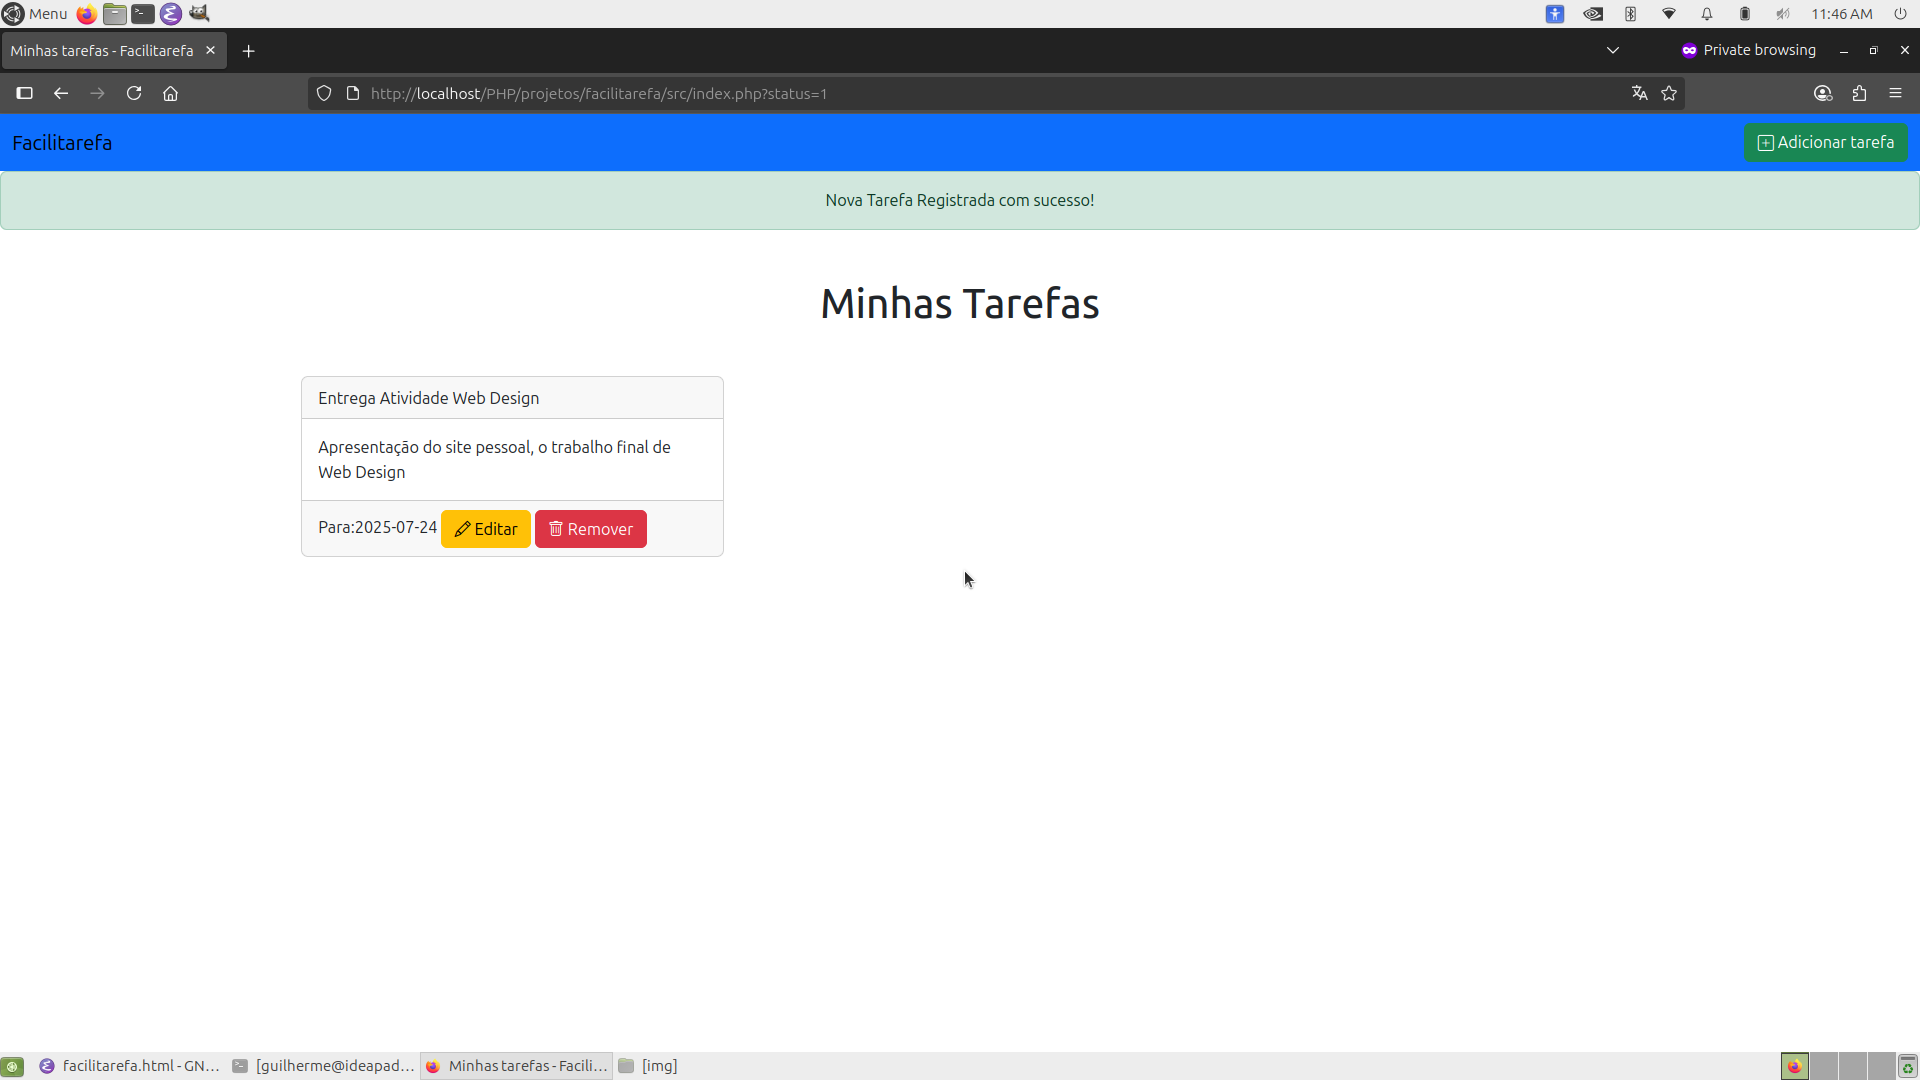 Menu
11:46 AM
Minhas tarefas - Facilitarefa
Private browsing
http://localhost/PHP/projetos/facilitarefa/src/index.php?status=1
Facilitarefa
Adicionar tarefa
Nova Tarefa Registrada com sucesso!
Minhas Tarefas
Entrega Atividade Web Design
Apresentação do site pessoal, o trabalho final de
Web Design
Para:2025-07-24 Editar Remover
facilitarefa.html - GN...
[guilherme@ideapad...
Minhas tarefas - Facili...
[img]